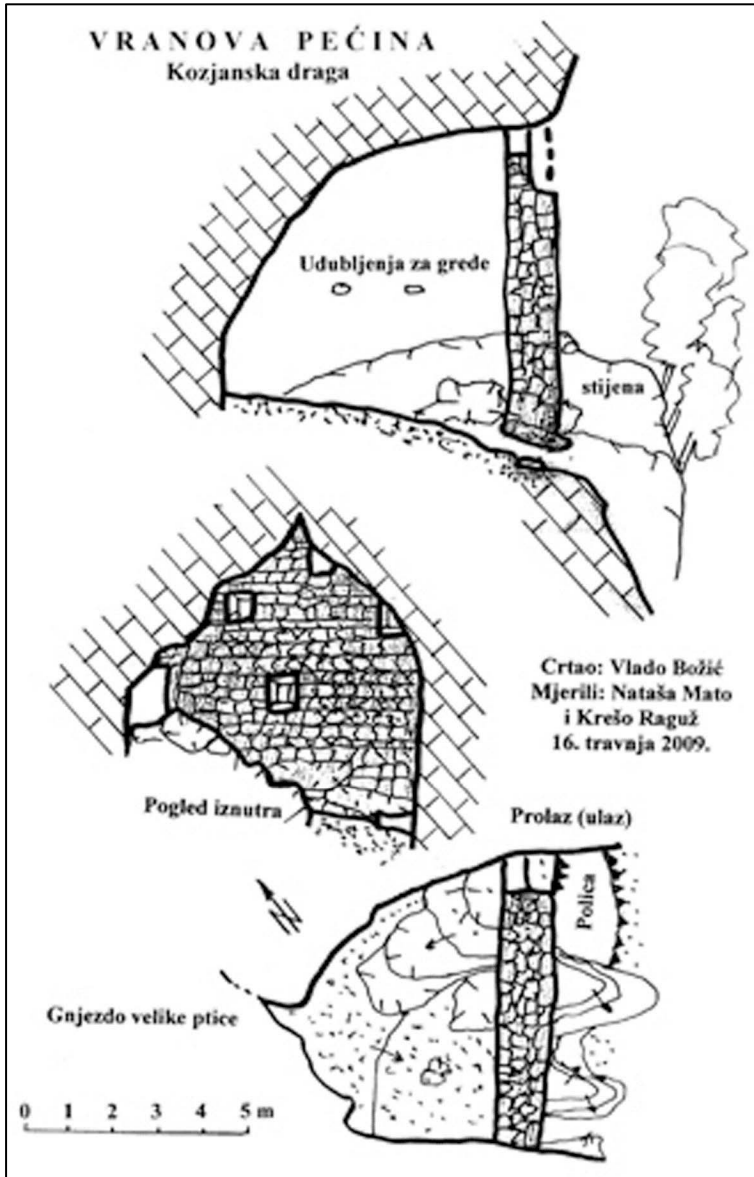 VRANOVA PEĆINA
Kozjanska draga
Udubljenja za grede
stijena
Crtao: Vlado Božić
Mjerili: Nataša Mato
i Krešo Raguž
16. travnja 2009.
Pogled iznutra
Prolaz (ulaz)
Polica
N
Gnjezdo velike ptice
0 1 2 3 4 5 m